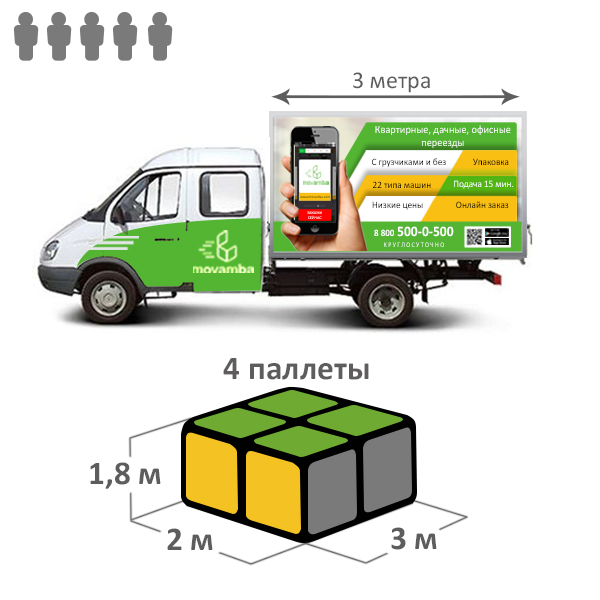 3 метра
Квартирные, дачные, офисные
переезды
С грузчиками и без
Упаковка
22 типа машин
Подача 15 мин.
Низкие цены
Онлайн заказ
8 800 500-0-500
КРУГЛОСУТОЧНО
movamba
movamba
4 паллеты
1,8 м
2 м
3 м